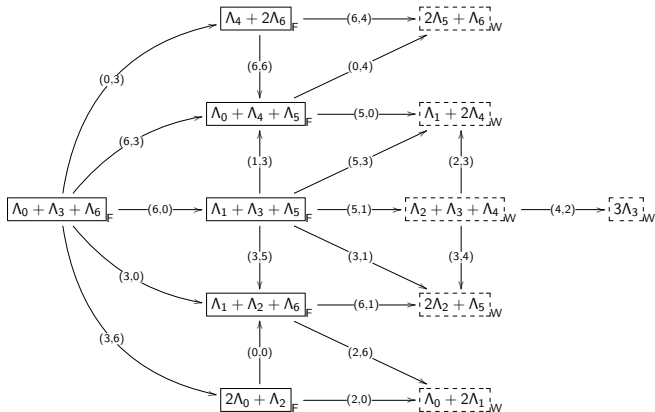 Λ₄ + 2Λ₆ F (6,4) 2Λ₅ + Λ₆ W
(0,3) (6,6) (0,4)
Λ₀ + Λ₄ + Λ₅ F (5,0) Λ₁ + 2Λ₄ W
(6,3) (1,3) (5,3) (2,3)
Λ₀ + Λ₃ + Λ₆ F (6,0) Λ₁ + Λ₃ + Λ₅ F (5,1) Λ₂ + Λ₃ + Λ₄ W (4,2) 3Λ₃ W
(3,0) (3,5) (3,1) (3,4)
Λ₁ + Λ₂ + Λ₆ F (6,1) 2Λ₂ + Λ₅ W
(3,6) (0,0) (2,6)
2Λ₀ + Λ₂ F (2,0) Λ₀ + 2Λ₁ W